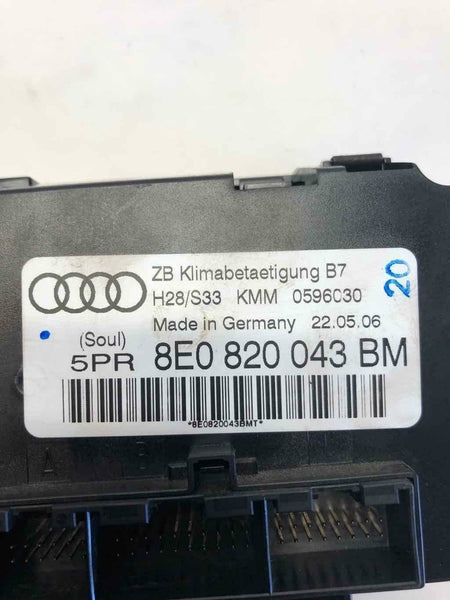 ZB Klimabetaetigung B7
H28/S33 KMM 0596030
20
Made in Germany 22.05.06
(Soul)
5PR 8E0 820 043 BM
*8E0820043BMT*
A B